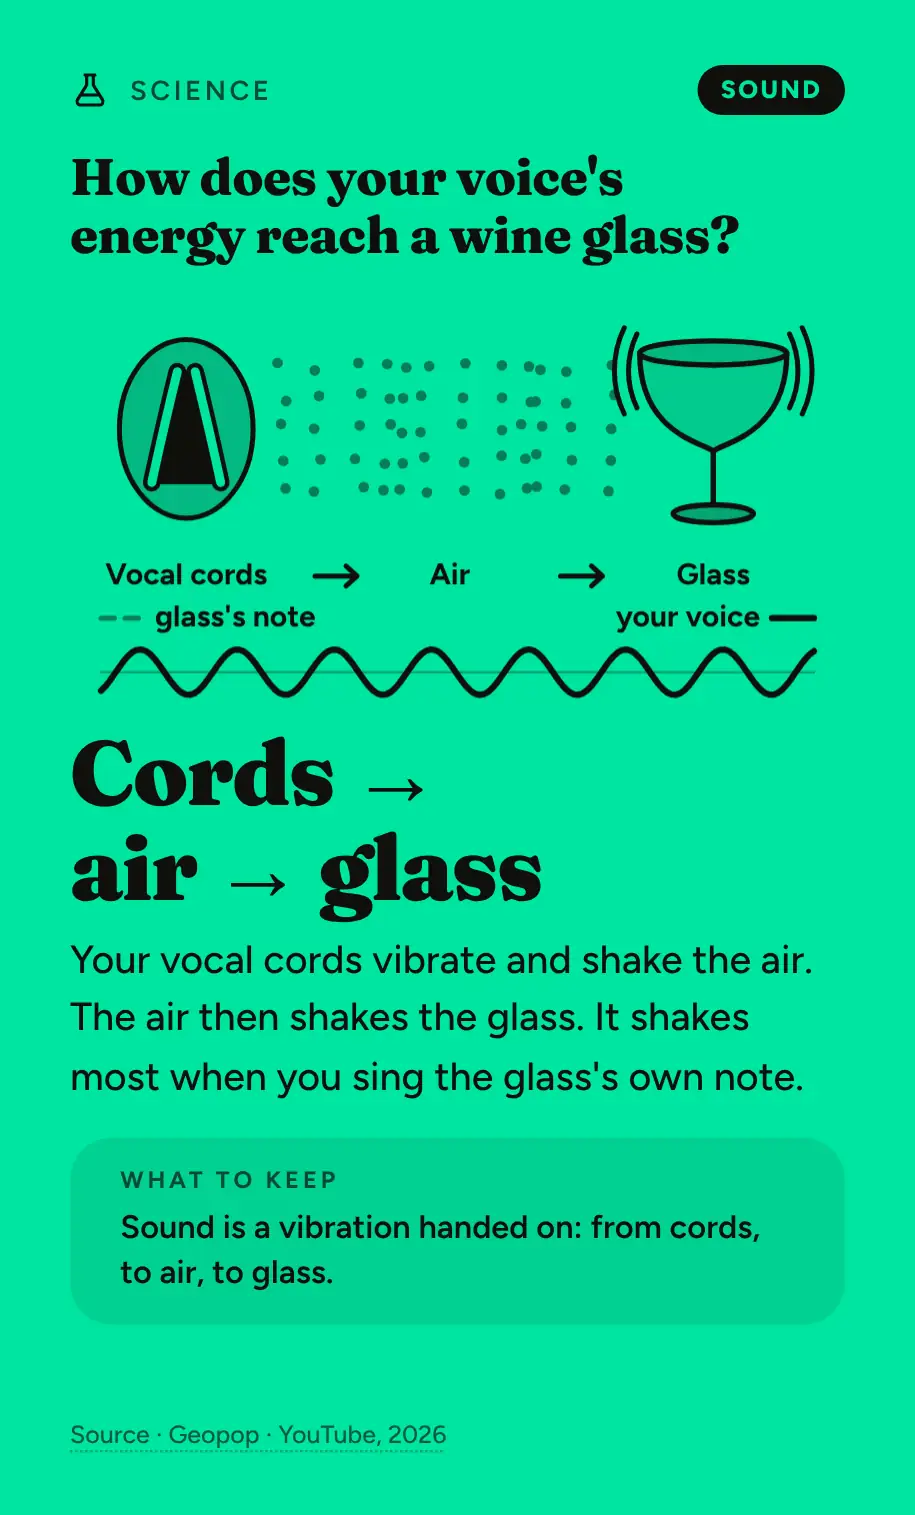 SCIENCE
SOUND
How does your voice's
energy reach a wine glass?
Vocal cords → Air → Glass
glass's note
your voice
Cords →
air → glass
Your vocal cords vibrate and shake the air.
The air then shakes the glass. It shakes
most when you sing the glass's own note.
WHAT TO KEEP
Sound is a vibration handed on: from cords,
to air, to glass.
Source · Geopop · YouTube, 2026